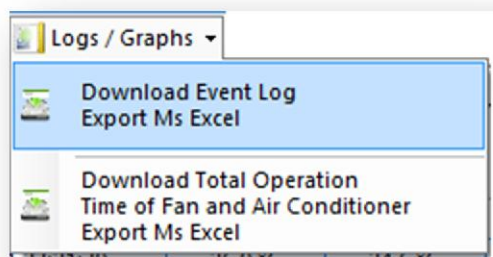 Logs / Graphs
Download Event Log
Export Ms Excel
Download Total Operation
Time of Fan and Air Conditioner
Export Ms Excel